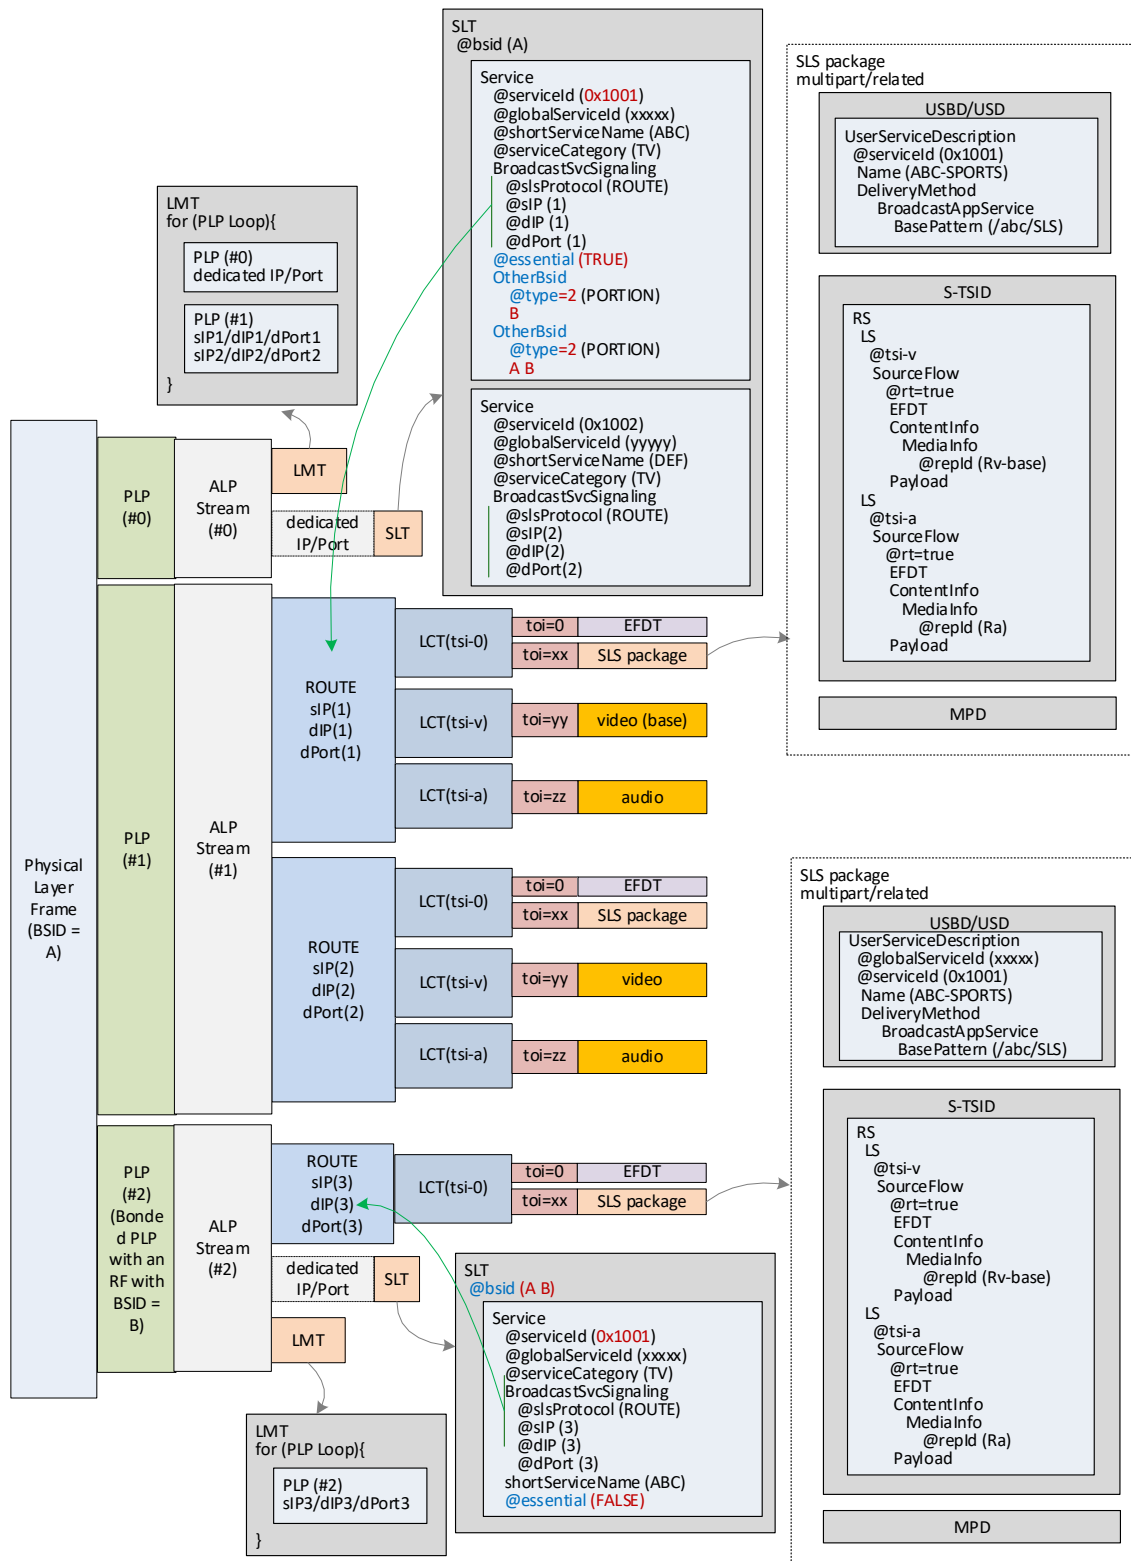 SLT
@bsid (A)
Service
@serviceId (0x1001)
@globalServiceId (xxxxx)
@shortServiceName (ABC)
@serviceCategory (TV)
BroadcastSvcSignaling
@slsProtocol (ROUTE)
@sIP (1)
@dIP (1)
@dPort (1)
@essential (TRUE)
OtherBsid
@type=2 (PORTION)
B
OtherBsid
@type=2 (PORTION)
A B
Service
@serviceId (0x1002)
@globalServiceId (yyyyy)
@shortServiceName (DEF)
@serviceCategory (TV)
BroadcastSvcSignaling
@slsProtocol (ROUTE)
@sIP(2)
@dIP(2)
@dPort(2)
SLS package
multipart/related
USBD/USD
UserServiceDescription
@serviceId (0x1001)
Name (ABC-SPORTS)
DeliveryMethod
BroadcastAppService
BasePattern (/abc/SLS)
S-TSID
RS
LS
@tsi-v
SourceFlow
@rt=true
EFDT
ContentInfo
MediaInfo
@repId (Rv-base)
Payload
LS
@tsi-a
SourceFlow
@rt=true
EFDT
ContentInfo
MediaInfo
@repId (Ra)
Payload
MPD
LMT
for (PLP Loop){
PLP (#0)
dedicated IP/Port
PLP (#1)
sIP1/dIP1/dPort1
sIP2/dIP2/dPort2
}
Physical
Layer
Frame
(BSID =
A)
PLP
(#0)
ALP
Stream
(#0)
LMT
dedicated
IP/Port
SLT
PLP
(#1)
ALP
Stream
(#1)
ROUTE
sIP(1)
dIP(1)
dPort(1)
LCT(tsi-0)
toi=0
EFDT
toi=xx
SLS package
LCT(tsi-v)
toi=yy
video (base)
LCT(tsi-a)
toi=zz
audio
ROUTE
sIP(2)
dIP(2)
dPort(2)
LCT(tsi-0)
toi=0
EFDT
toi=xx
SLS package
LCT(tsi-v)
toi=yy
video
LCT(tsi-a)
toi=zz
audio
PLP
(#2)
(Bonde
d PLP
with an
RF with
BSID =
B)
ALP
Stream
(#2)
ROUTE
sIP(3)
dIP(3)
dPort(3)
LCT(tsi-0)
toi=0
EFDT
toi=xx
SLS package
dedicated
IP/Port
SLT
LMT
LMT
for (PLP Loop){
PLP (#2)
sIP3/dIP3/dPort3
}
SLT
@bsid (A B)
Service
@serviceId (0x1001)
@globalServiceId (xxxxx)
@serviceCategory (TV)
BroadcastSvcSignaling
@slsProtocol (ROUTE)
@sIP (3)
@dIP (3)
@dPort (3)
shortServiceName (ABC)
@essential (FALSE)
SLS package
multipart/related
USBD/USD
UserServiceDescription
@globalServiceId (xxxxx)
@serviceId (0x1001)
Name (ABC-SPORTS)
DeliveryMethod
BroadcastAppService
BasePattern (/abc/SLS)
S-TSID
RS
LS
@tsi-v
SourceFlow
@rt=true
EFDT
ContentInfo
MediaInfo
@repId (Rv-base)
Payload
LS
@tsi-a
SourceFlow
@rt=true
EFDT
ContentInfo
MediaInfo
@repId (Ra)
Payload
MPD